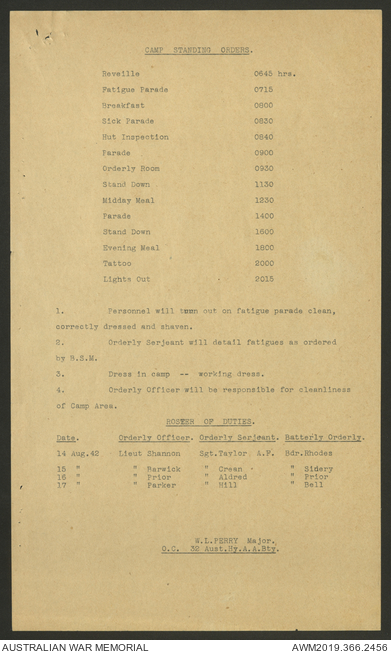 CAMP STANDING ORDERS.
Reveille 0645 hrs.
Fatigue Parade 0715
Breakfast 0800
Sick Parade 0830
Hut Inspection 0840
Parade 0900
Orderly Room 0930
Stand Down 1130
Midday Meal 1230
Parade 1400
Stand Down 1600
Evening Meal 1800
Tattoo 2000
Lights Out 2015
1. Personnel will turn out on fatigue parade clean,
correctly dressed and shaven.
2. Orderly Serjeant will detail fatigues as ordered
by B.S.M.
3. Dress in camp -- working dress.
4. Orderly Officer will be responsible for cleanliness
of Camp Area.
ROSTER OF DUTIES.
Date. Orderly Officer. Orderly Serjeant. Battery Orderly.
14 Aug.42 Lieut Shannon Sgt.Taylor A.F. Bdr.Rhodes
15 " " Barwick " Crean " Sidery
16 " " Prior " Aldred " Prior
17 " " Parker " Hill " Bell
W.L.PERRY Major.
O.C. 38 Aust.Hy.A.A.Bty.
AUSTRALIAN WAR MEMORIAL AWM2019.366.2456